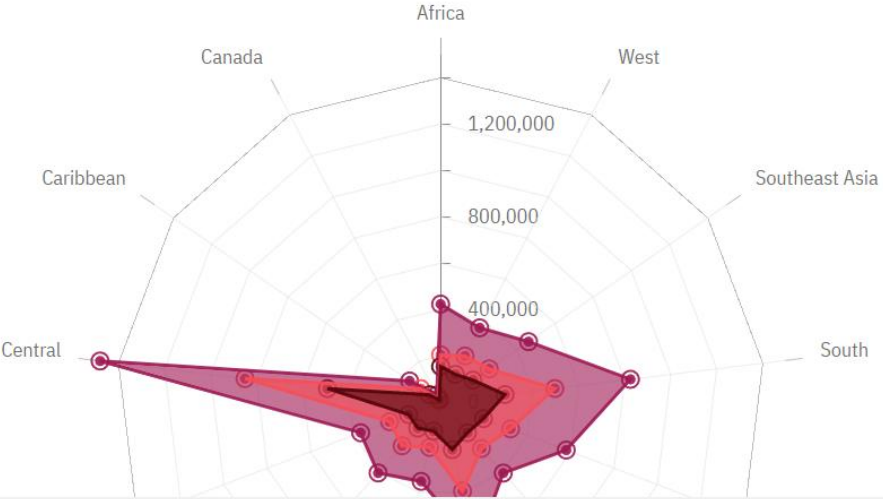 Africa
Canada
West
1,200,000
Caribbean
Southeast Asia
800,000
400,000
Central
South